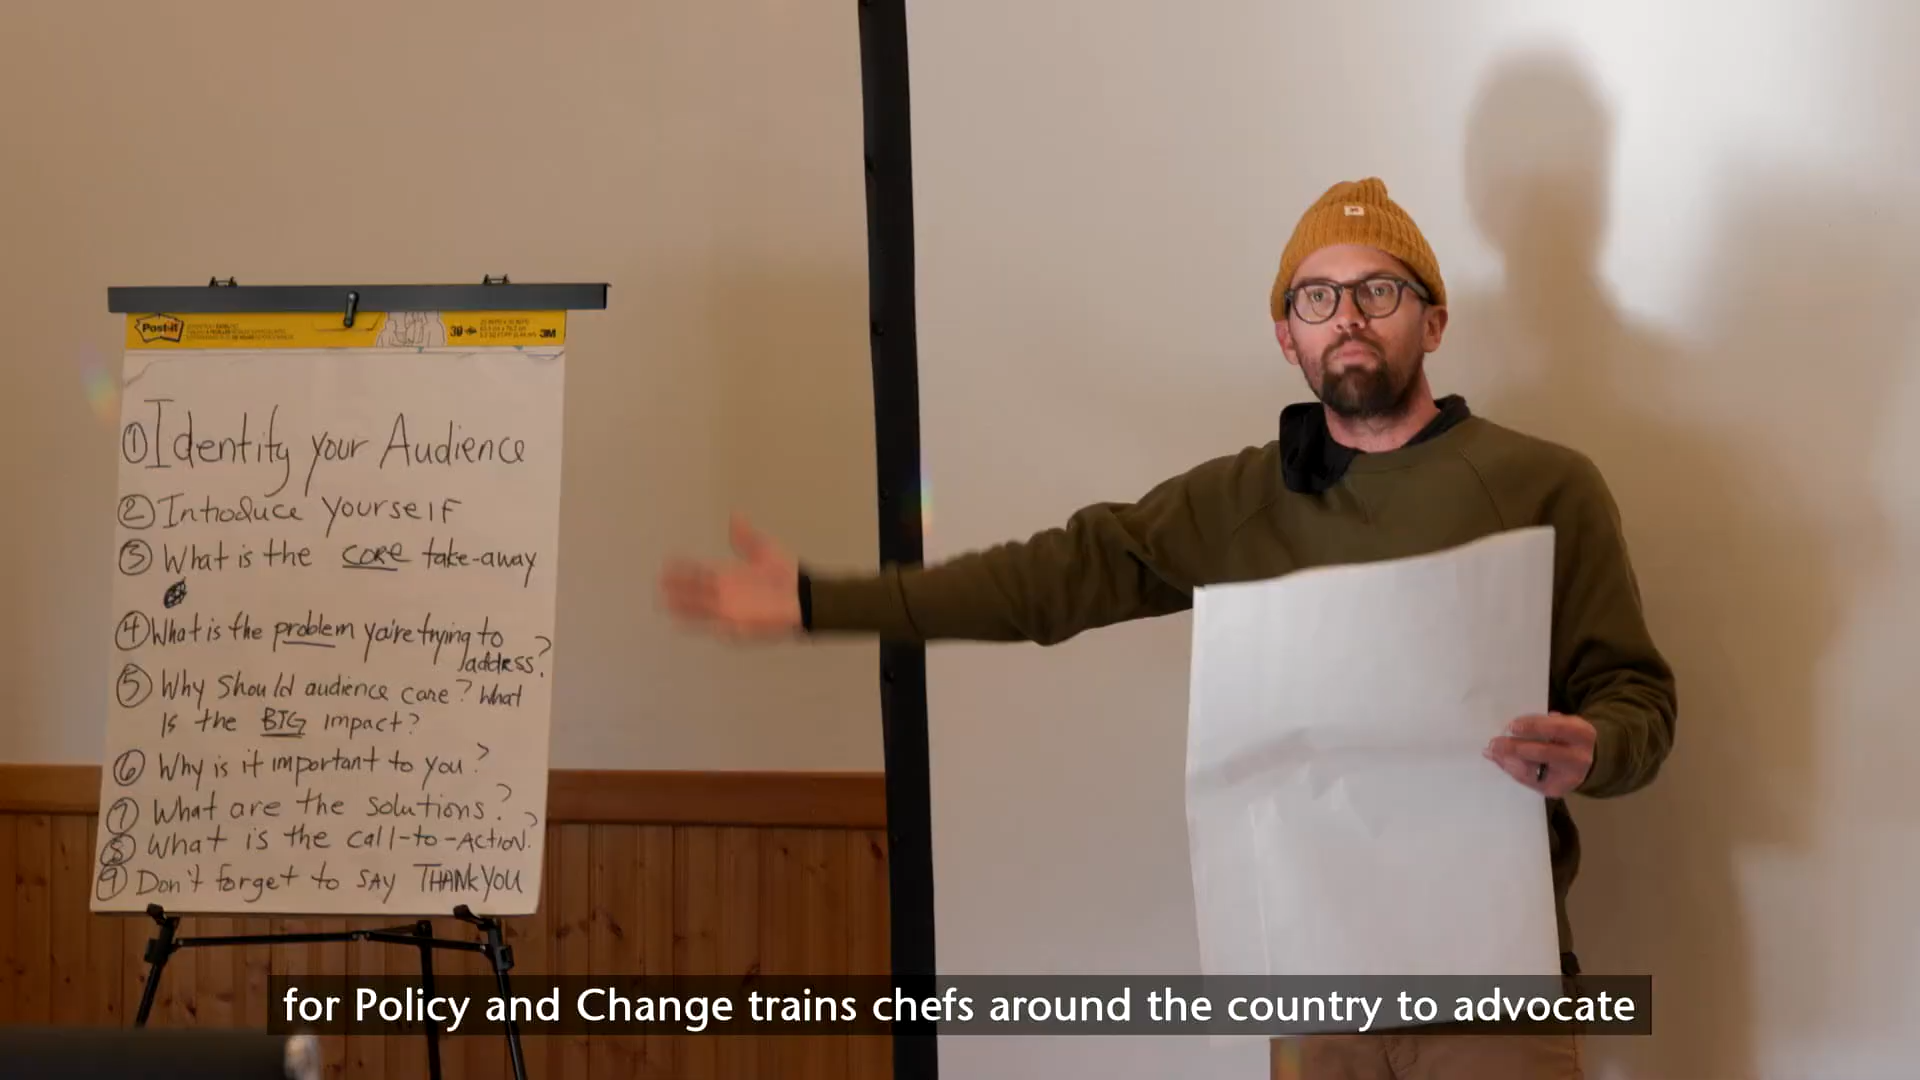 Post-it
30
3M
① Identify your Audience
② Introduce yourself
③ What is the core take-away
④ What is the problem you're trying to
address?
⑤ Why should audience care? What
is the BIG impact?
⑥ Why is it important to you?
⑦ What are the solutions?
⑧ What is the call-to-Action?
⑨ Don't forget to SAY THANK YOU
for Policy and Change trains chefs around the country to advocate